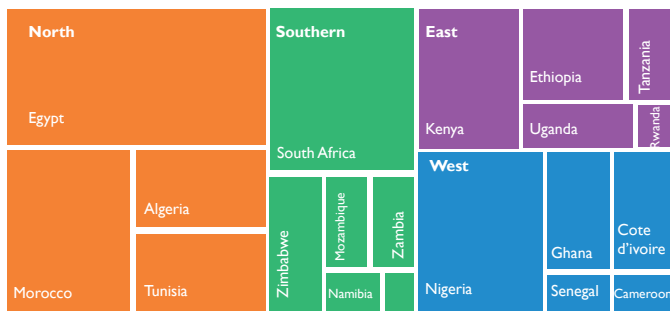 North
Egypt
Morocco
Algeria
Tunisia
Southern
South Africa
Zimbabwe
Mozambique
Zambia
Namibia
East
Kenya
Ethiopia
Tanzania
Uganda
Rwanda
West
Nigeria
Ghana
Cote
d’ivoire
Senegal
Cameroon